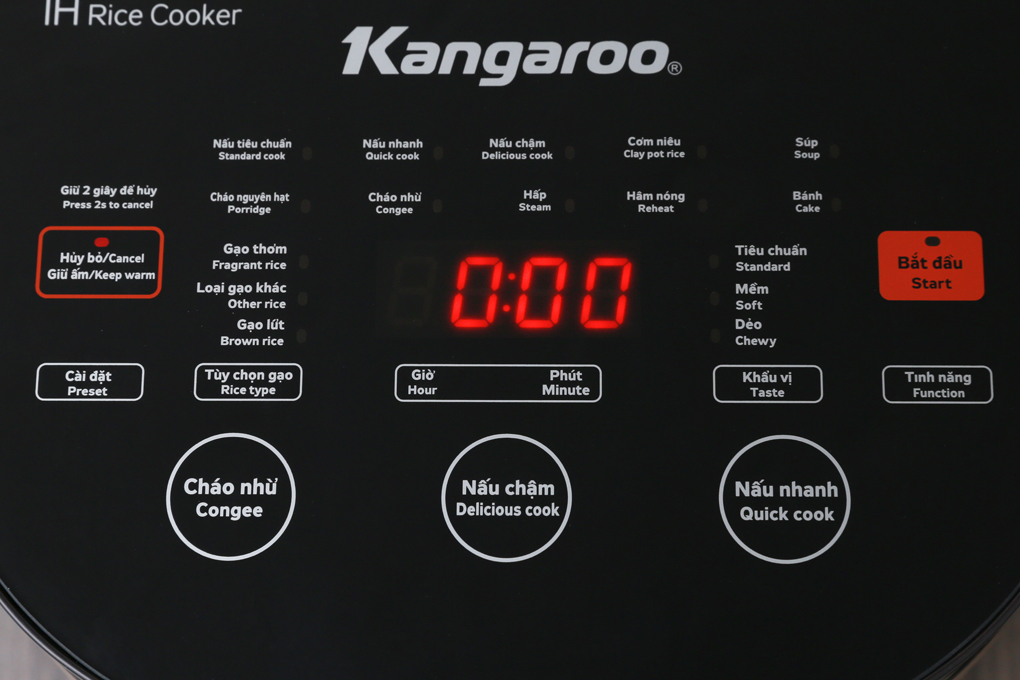 IH Rice Cooker
Kangaroo®
Nấu tiêu chuẩn
Standard cook
Nấu nhanh
Quick cook
Nấu chậm
Delicious cook
Cơm niêu
Clay pot rice
Súp
Soup
Giữ 2 giây để hủy
Press 2s to cancel
Cháo nguyên hạt
Porridge
Cháo nhừ
Congee
Hấp
Steam
Hâm nóng
Reheat
Bánh
Cake
Hủy bỏ/Cancel
Giữ ấm/Keep warm
Gạo thơm
Fragrant rice
Loại gạo khác
Other rice
Gạo lứt
Brown rice
0:00
Tiêu chuẩn
Standard
Mềm
Soft
Dẻo
Chewy
Bắt đầu
Start
Cài đặt
Preset
Tùy chọn gạo
Rice type
Giờ
Hour
Phút
Minute
Khẩu vị
Taste
Tính năng
Function
Cháo nhừ
Congee
Nấu chậm
Delicious cook
Nấu nhanh
Quick cook